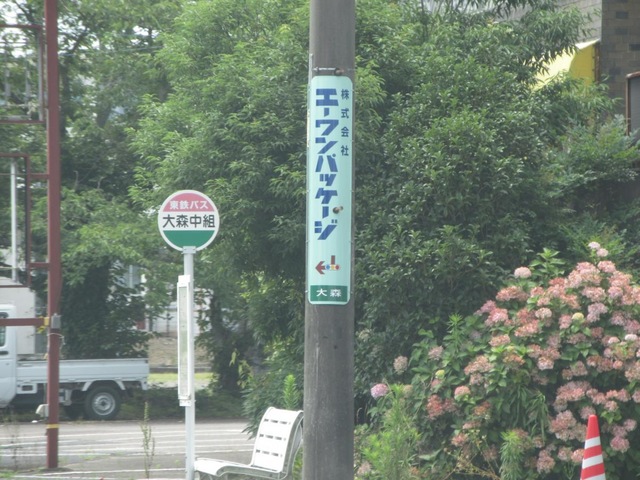 東鉄バス
大森中組
株式会社
エーワンパッケージ
大森